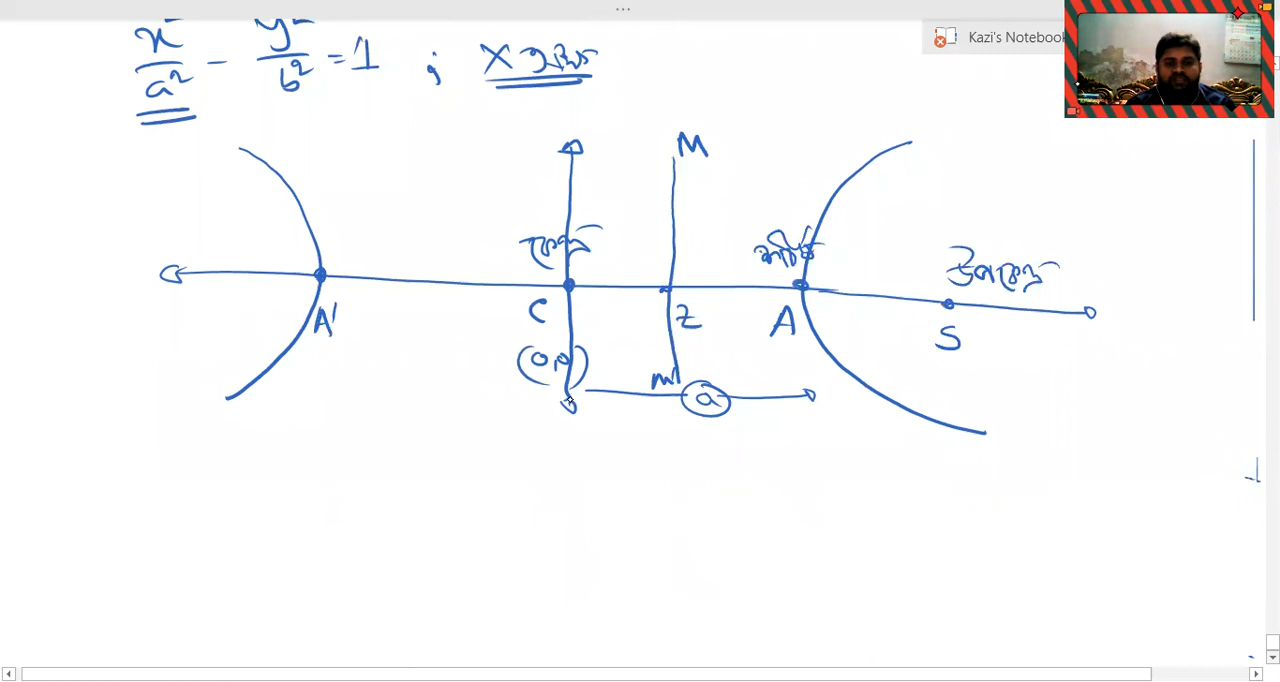 x²/a² - y²/b² = 1 ; X অক্ষ
Kazi's Notebook
M
কেন্দ্র শীর্ষ উপকেন্দ্র
A' C Z A S
(0,0) M'
a